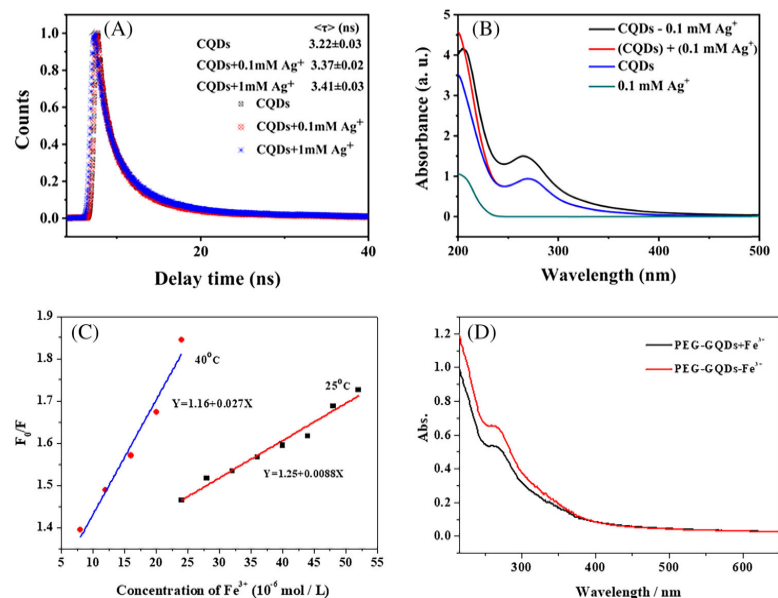 (A)
<τ> (ns)
CQDs 3.22±0.03
CQDs+0.1mM Ag⁺ 3.37±0.02
CQDs+1mM Ag⁺ 3.41±0.03
CQDs
CQDs+0.1mM Ag⁺
CQDs+1mM Ag⁺
Counts
1.0
0.8
0.6
0.4
0.2
0.0
20 40
Delay time (ns)
(B)
CQDs - 0.1 mM Ag⁺
(CQDs) + (0.1 mM Ag⁺)
CQDs
0.1 mM Ag⁺
Absorbance (a. u.)
5
4
3
2
1
0
200 300 400 500
Wavelength (nm)
(C)
40⁰C
Y=1.16+0.027X
25⁰C
Y=1.25+0.0088X
F₀/F
1.9
1.8
1.7
1.6
1.5
1.4
5 10 15 20 25 30 35 40 45 50 55
Concentration of Fe³⁺ (10⁻⁶ mol / L)
(D)
PEG-GQDs+Fe³⁻
PEG-GQDs-Fe³⁻
Abs.
1.2
1.0
0.8
0.6
0.4
0.2
0.0
300 400 500 600
Wavelength / nm